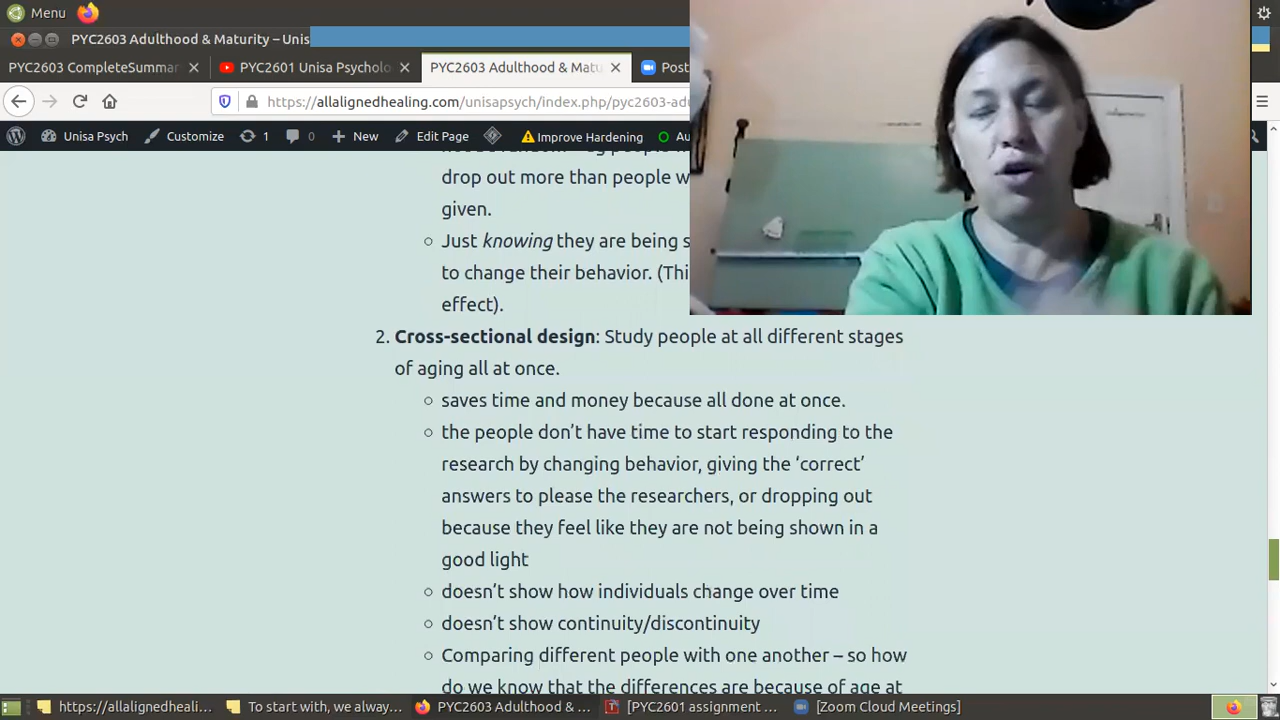 Menu
PYC2603 Adulthood & Maturity – Unis
PYC2603 CompleteSummar
PYC2601 Unisa Psycholo
PYC2603 Adulthood & Matu
Post
https://allalignedhealing.com/unisapsych/index.php/pyc2603-adu
Unisa Psych
Customize
1
0
New
Edit Page
Improve Hardening
Au
drop out more than people w
given.
Just knowing they are being s
to change their behavior. (Thi
effect).
2. Cross-sectional design: Study people at all different stages
of aging all at once.
saves time and money because all done at once.
the people don’t have time to start responding to the
research by changing behavior, giving the ‘correct’
answers to please the researchers, or dropping out
because they feel like they are not being shown in a
good light
doesn’t show how individuals change over time
doesn’t show continuity/discontinuity
Comparing different people with one another – so how
do we know that the differences are because of age at
https://allalignedheali...
To start with, we alway...
PYC2603 Adulthood & ...
[PYC2601 assignment ...
[Zoom Cloud Meetings]